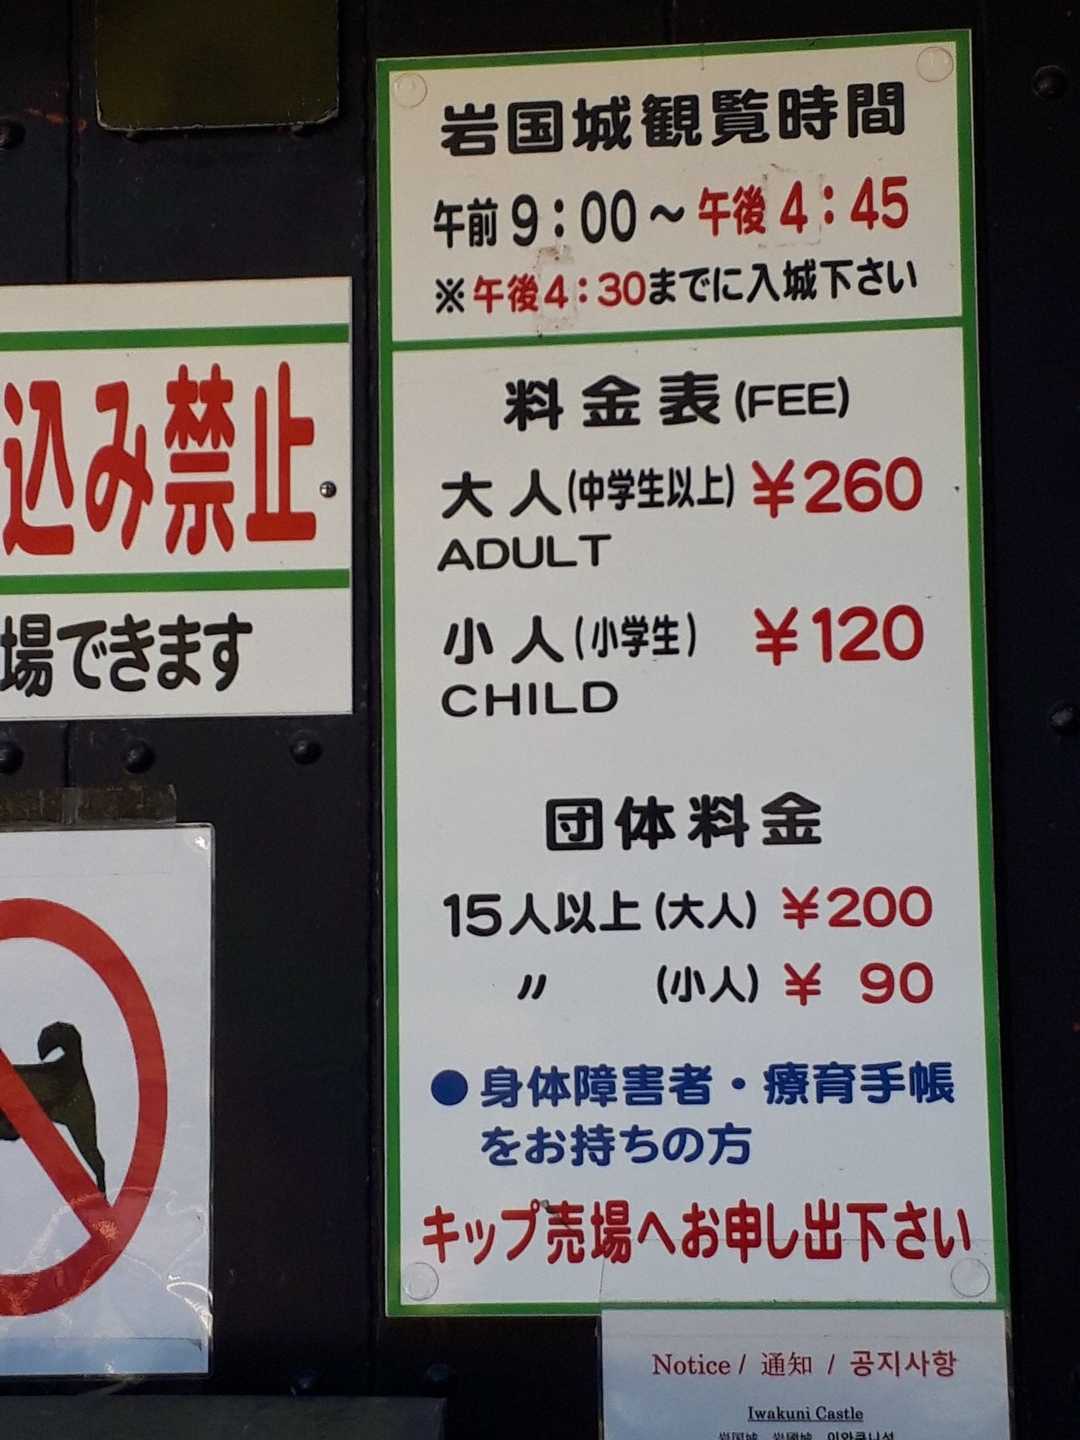 岩国城観覧時間
午前9:00～午後4:45
※午後4:30までに入城下さい
料金表(FEE)
大人(中学生以上) ¥260
ADULT
小人(小学生) ¥120
CHILD
団体料金
15人以上(大人) ¥200
〃 (小人) ¥ 90
●身体障害者・療育手帳
をお持ちの方
キップ売場へお申し出下さい
込み禁止
場できます
Notice / 通知 / 공지사항
Iwakuni Castle